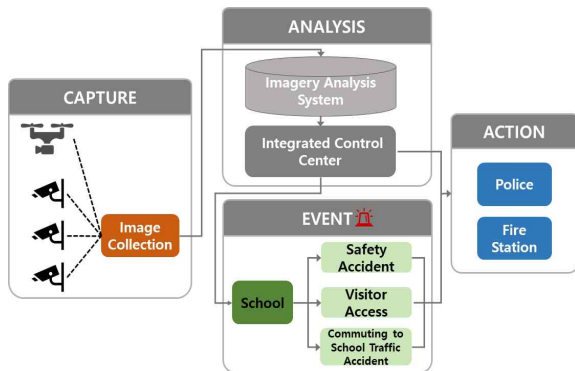 CAPTURE
Image
Collection
ANALYSIS
Imagery Analysis
System
Integrated Control
Center
EVENT
School
Safety
Accident
Visitor
Access
Commuting to
School Traffic
Accident
ACTION
Police
Fire
Station